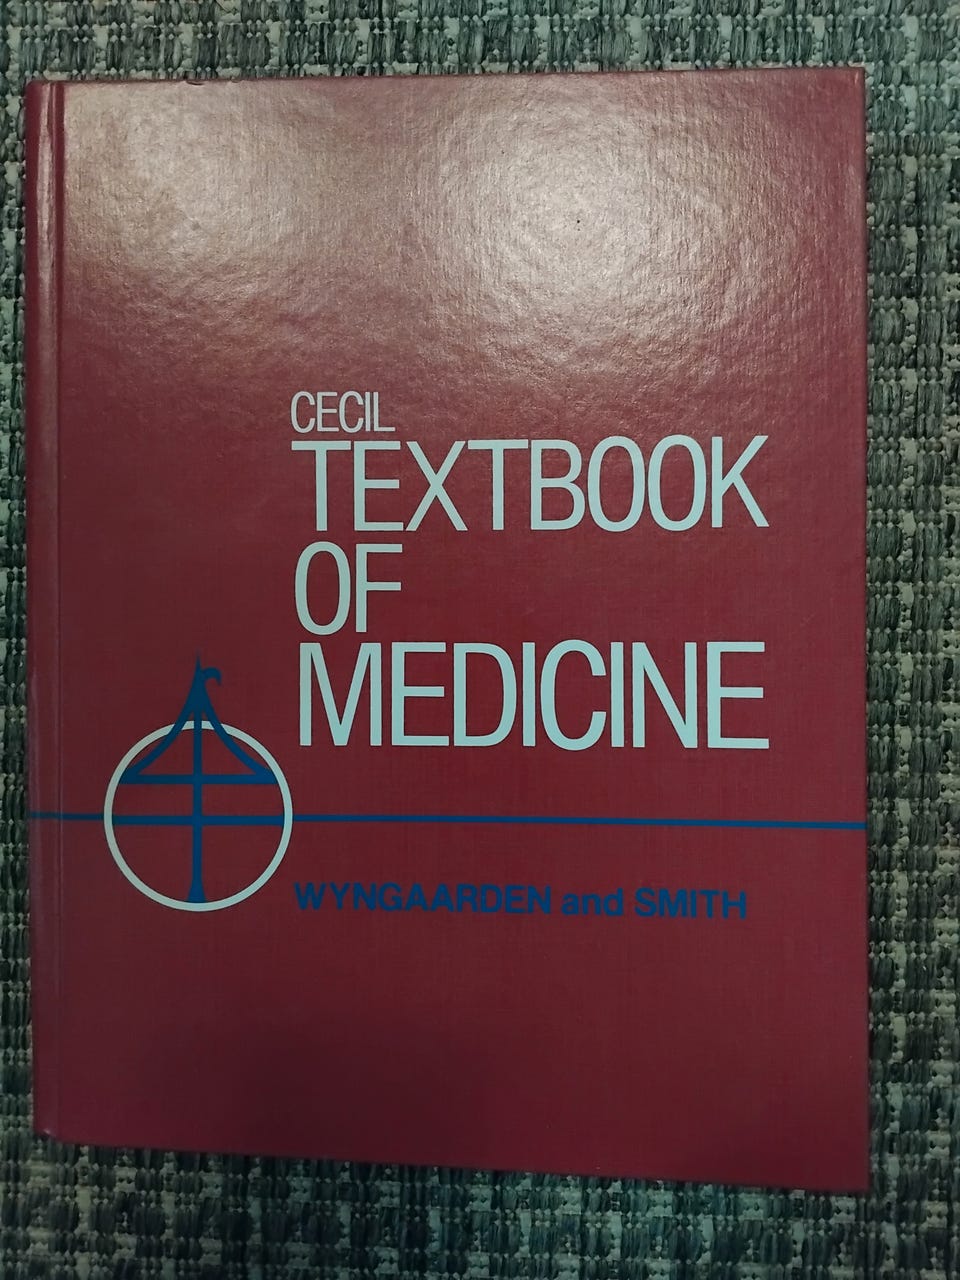 CECIL
TEXTBOOK
OF
MEDICINE
WYNGAARDEN and SMITH